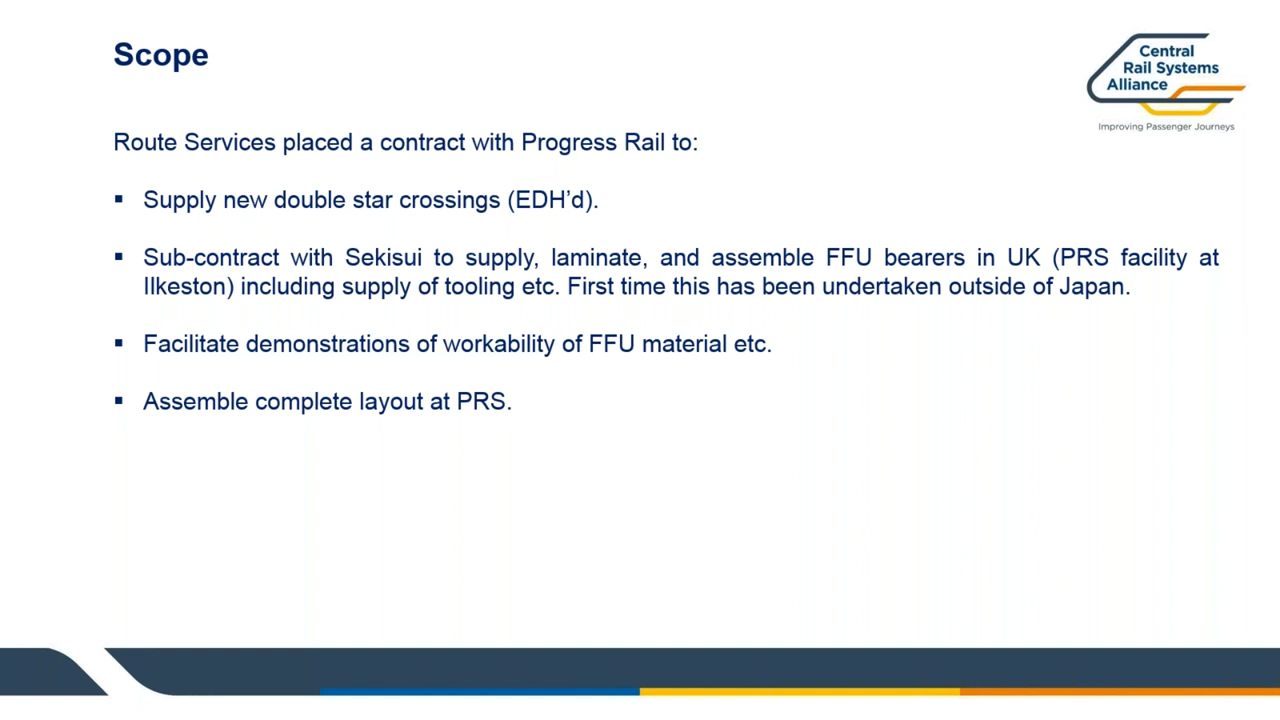 Scope
Central
Rail Systems
Alliance
Improving Passenger Journeys
Route Services placed a contract with Progress Rail to:
▪ Supply new double star crossings (EDH’d).
▪ Sub-contract with Sekisui to supply, laminate, and assemble FFU bearers in UK (PRS facility at
Ilkeston) including supply of tooling etc. First time this has been undertaken outside of Japan.
▪ Facilitate demonstrations of workability of FFU material etc.
▪ Assemble complete layout at PRS.